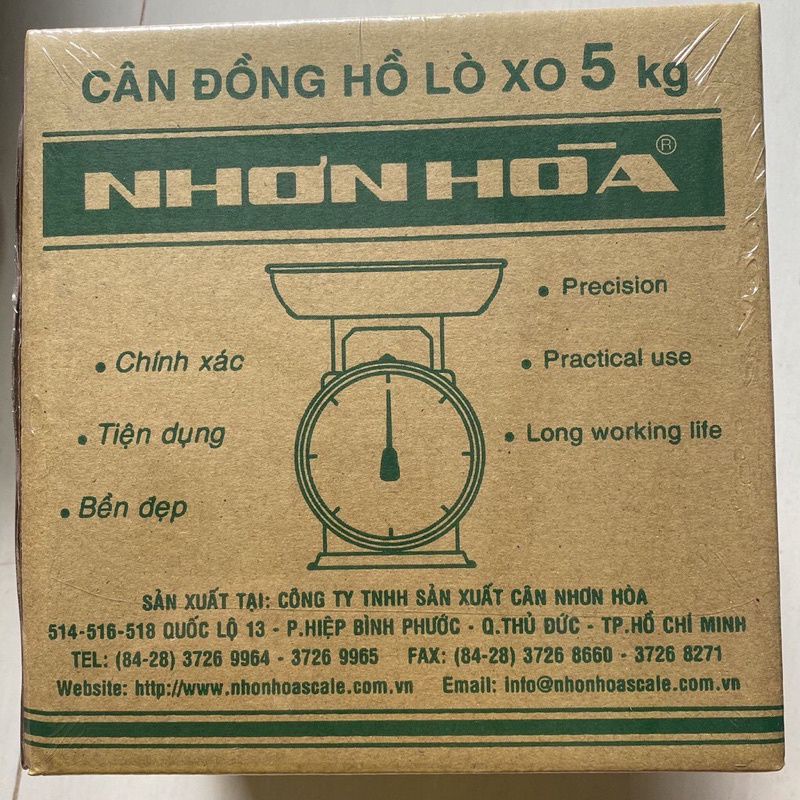 CÂN ĐỒNG HỒ LÒ XO 5 kg
NHƠN HÒA ®
• Precision
• Chính xác
• Practical use
• Tiện dụng
• Long working life
• Bền đẹp
SẢN XUẤT TẠI: CÔNG TY TNHH SẢN XUẤT CÂN NHƠN HÒA
514-516-518 QUỐC LỘ 13 - P.HIỆP BÌNH PHƯỚC - Q.THỦ ĐỨC - TP.HỒ CHÍ MINH
TEL: (84-28) 3726 9964 - 3726 9965 FAX: (84-28) 3726 8660 - 3726 8271
Website: http://www.nhonhoascale.com.vn Email: info@nhonhoascale.com.vn